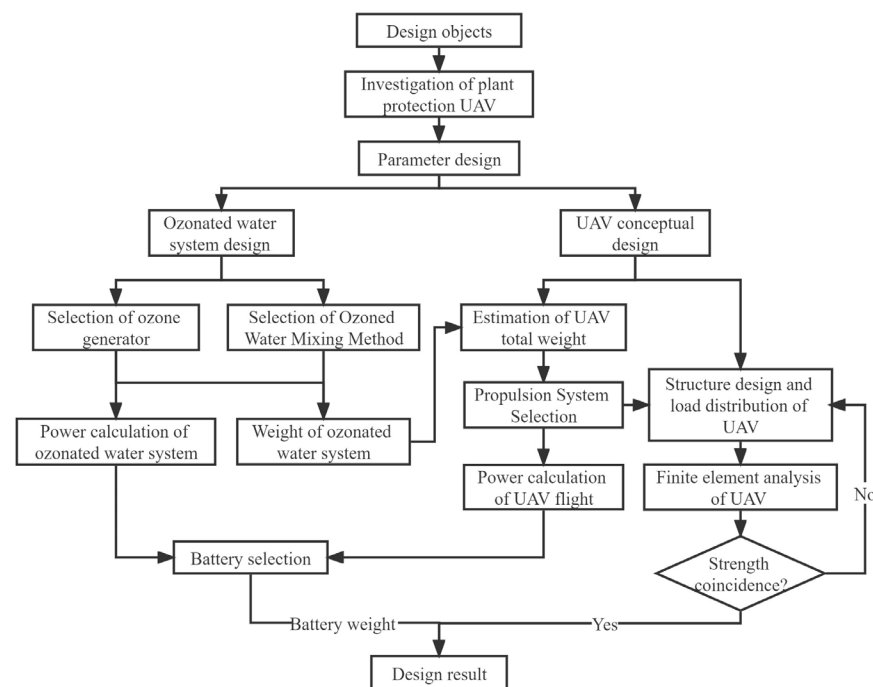 Design objects
Investigation of plant
protection UAV
Parameter design
Ozonated water
system design
UAV conceptual
design
Selection of ozone
generator
Selection of Ozoned
Water Mixing Method
Estimation of UAV
total weight
Propulsion System
Selection
Structure design and
load distribution of
UAV
Power calculation of
ozonated water system
Weight of ozonated
water system
Power calculation
of UAV flight
Finite element analysis
of UAV
No
Battery selection
Strength
coincidence?
Battery weight
Yes
Design result